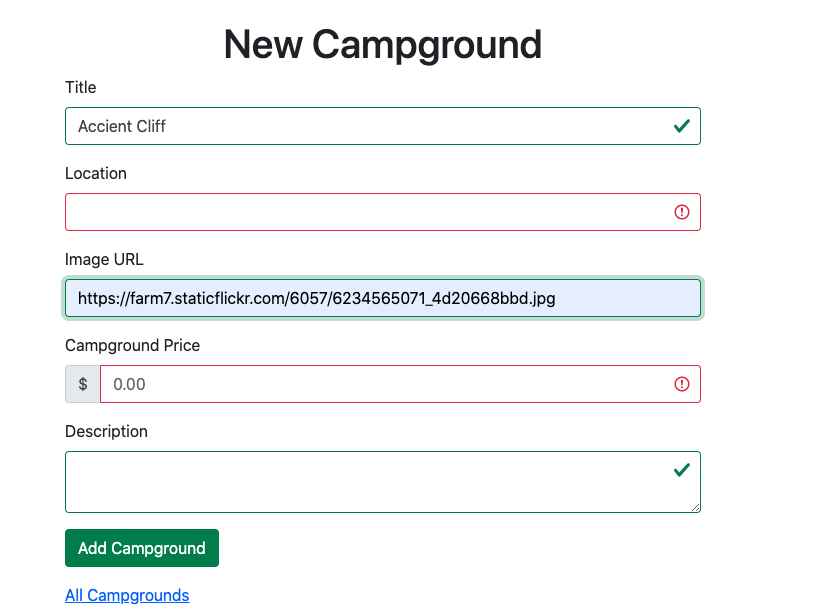 New Campground
Title
Accient Cliff
Location
Image URL
https://farm7.staticflickr.com/6057/6234565071_4d20668bbd.jpg
Campground Price
$ 0.00
Description
Add Campground
All Campgrounds